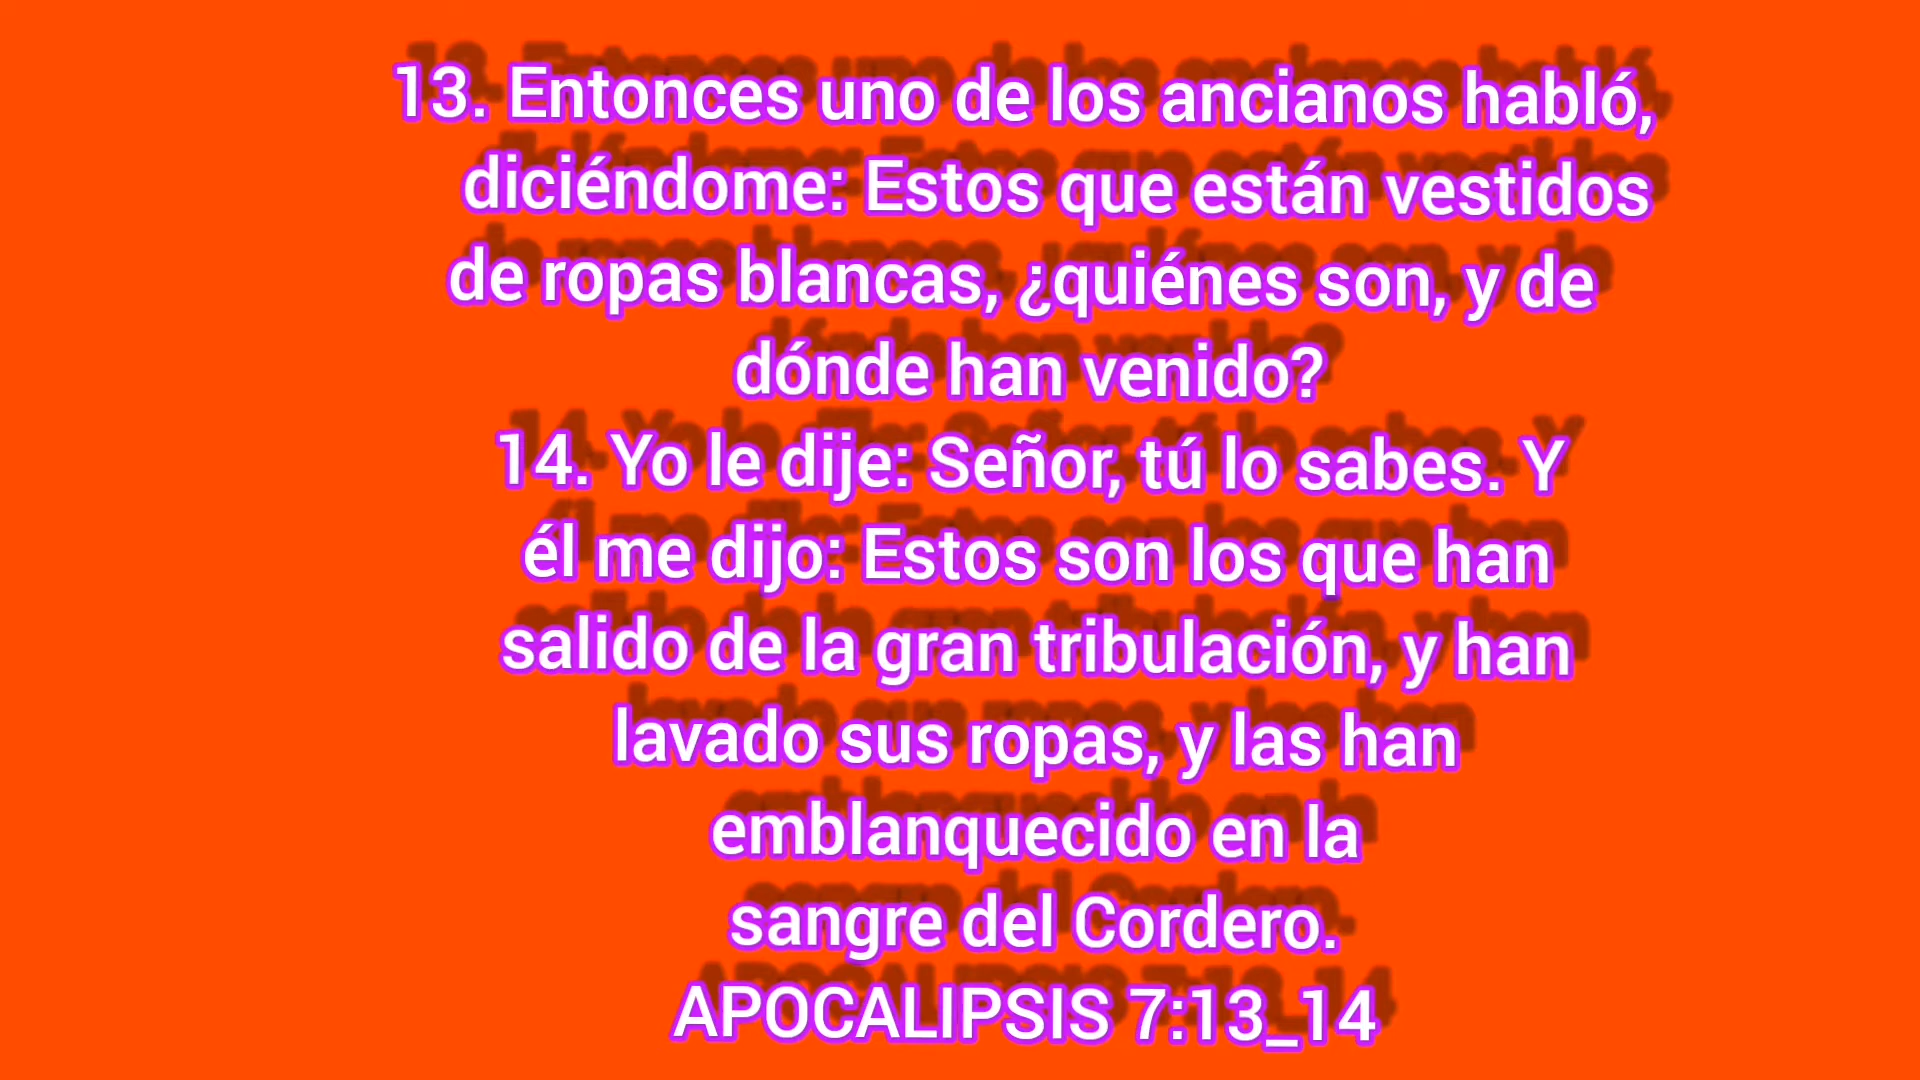 13. Entonces uno de los ancianos habló,
diciéndome: Estos que están vestidos
de ropas blancas, ¿quiénes son, y de
dónde han venido?
14. Yo le dije: Señor, tú lo sabes. Y
él me dijo: Estos son los que han
salido de la gran tribulación, y han
lavado sus ropas, y las han
emblanquecido en la
sangre del Cordero.
APOCALIPSIS 7:13_14